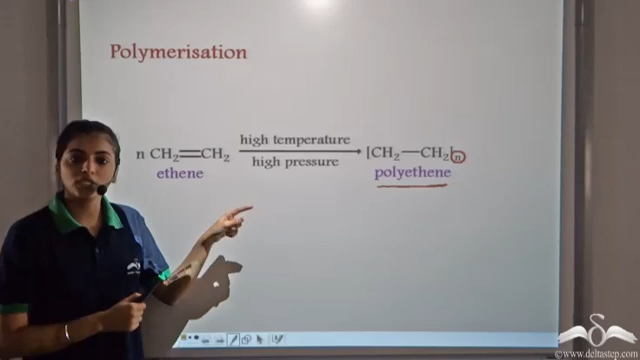 Polymerisation
n CH₂=CH₂ high temperature [CH₂—CH₂]n
high pressure
ethene polyethene
©www.deltastep.com